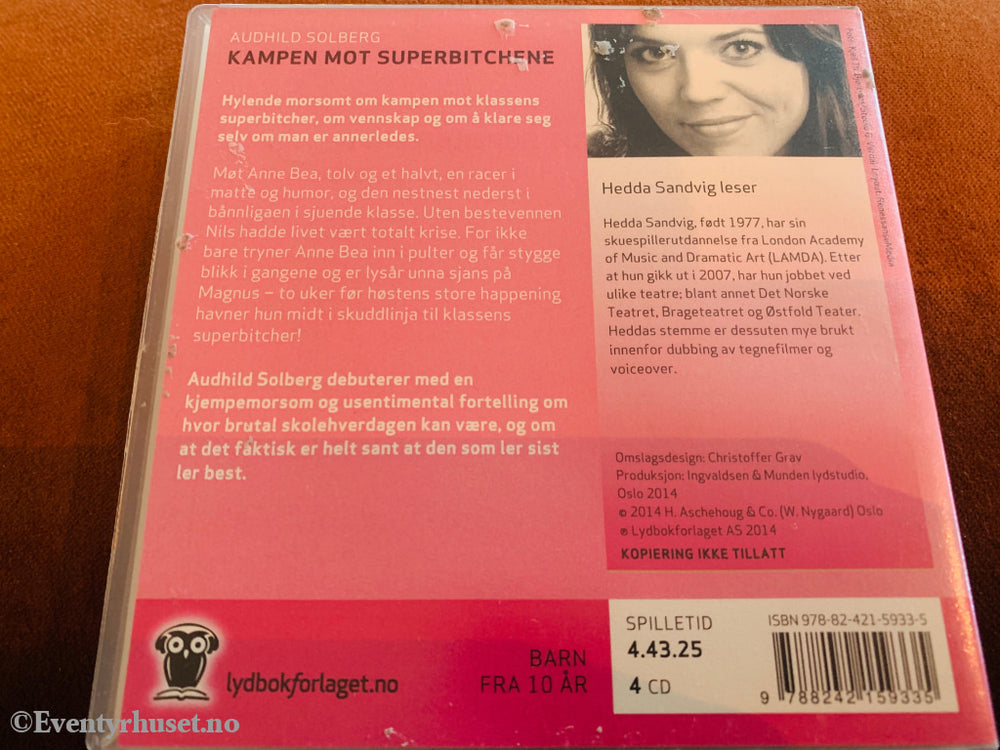 AUDHILD SOLBERG
KAMPEN MOT SUPERBITCHENE
Hylende morsomt om kampen mot klassens
superbitcher, om vennskap og om å klare seg
selv om man er annerledes.
Møt Anne Bea, tolv og et halvt, en racer i
matte og humor, og den nestnest nederst i
bånnligaen i sjuende klasse. Uten bestevennen
Nils hadde livet vært totalt krise. For ikke
bare tryner Anne Bea inn i pulter og får stygge
blikk i gangene og er lysår unna sjans på
Magnus – to uker før høstens store happening
havner hun midt i skuddlinja til klassens
superbitcher!
Audhild Solberg debuterer med en
kjempemorsom og usentimental fortelling om
hvor brutal skolehverdagen kan være, og om
at det faktisk er helt sant at den som ler sist
ler best.
Hedda Sandvig leser
Hedda Sandvig, født 1977, har sin
skuespillerutdannelse fra London Academy
of Music and Dramatic Art (LAMDA). Etter
at hun gikk ut i 2007, har hun jobbet ved
ulike teatre; blant annet Det Norske
Teatret, Brageteatret og Østfold Teater.
Heddas stemme er dessuten mye brukt
innenfor dubbing av tegnefilmer og
voiceover.
Omslagsdesign: Christoffer Grav
Produksjon: Ingvaldsen & Munden lydstudio,
Oslo 2014
© 2014 H. Aschehoug & Co. (W. Nygaard) Oslo
℗ Lydbokforlaget AS 2014
KOPIERING IKKE TILLATT
lydbokforlaget.no
BARN
FRA 10 ÅR
SPILLETID
4.43.25
4 CD
ISBN 978-82-421-5933-5
9 788242 159335
©Eventyrhuset.no